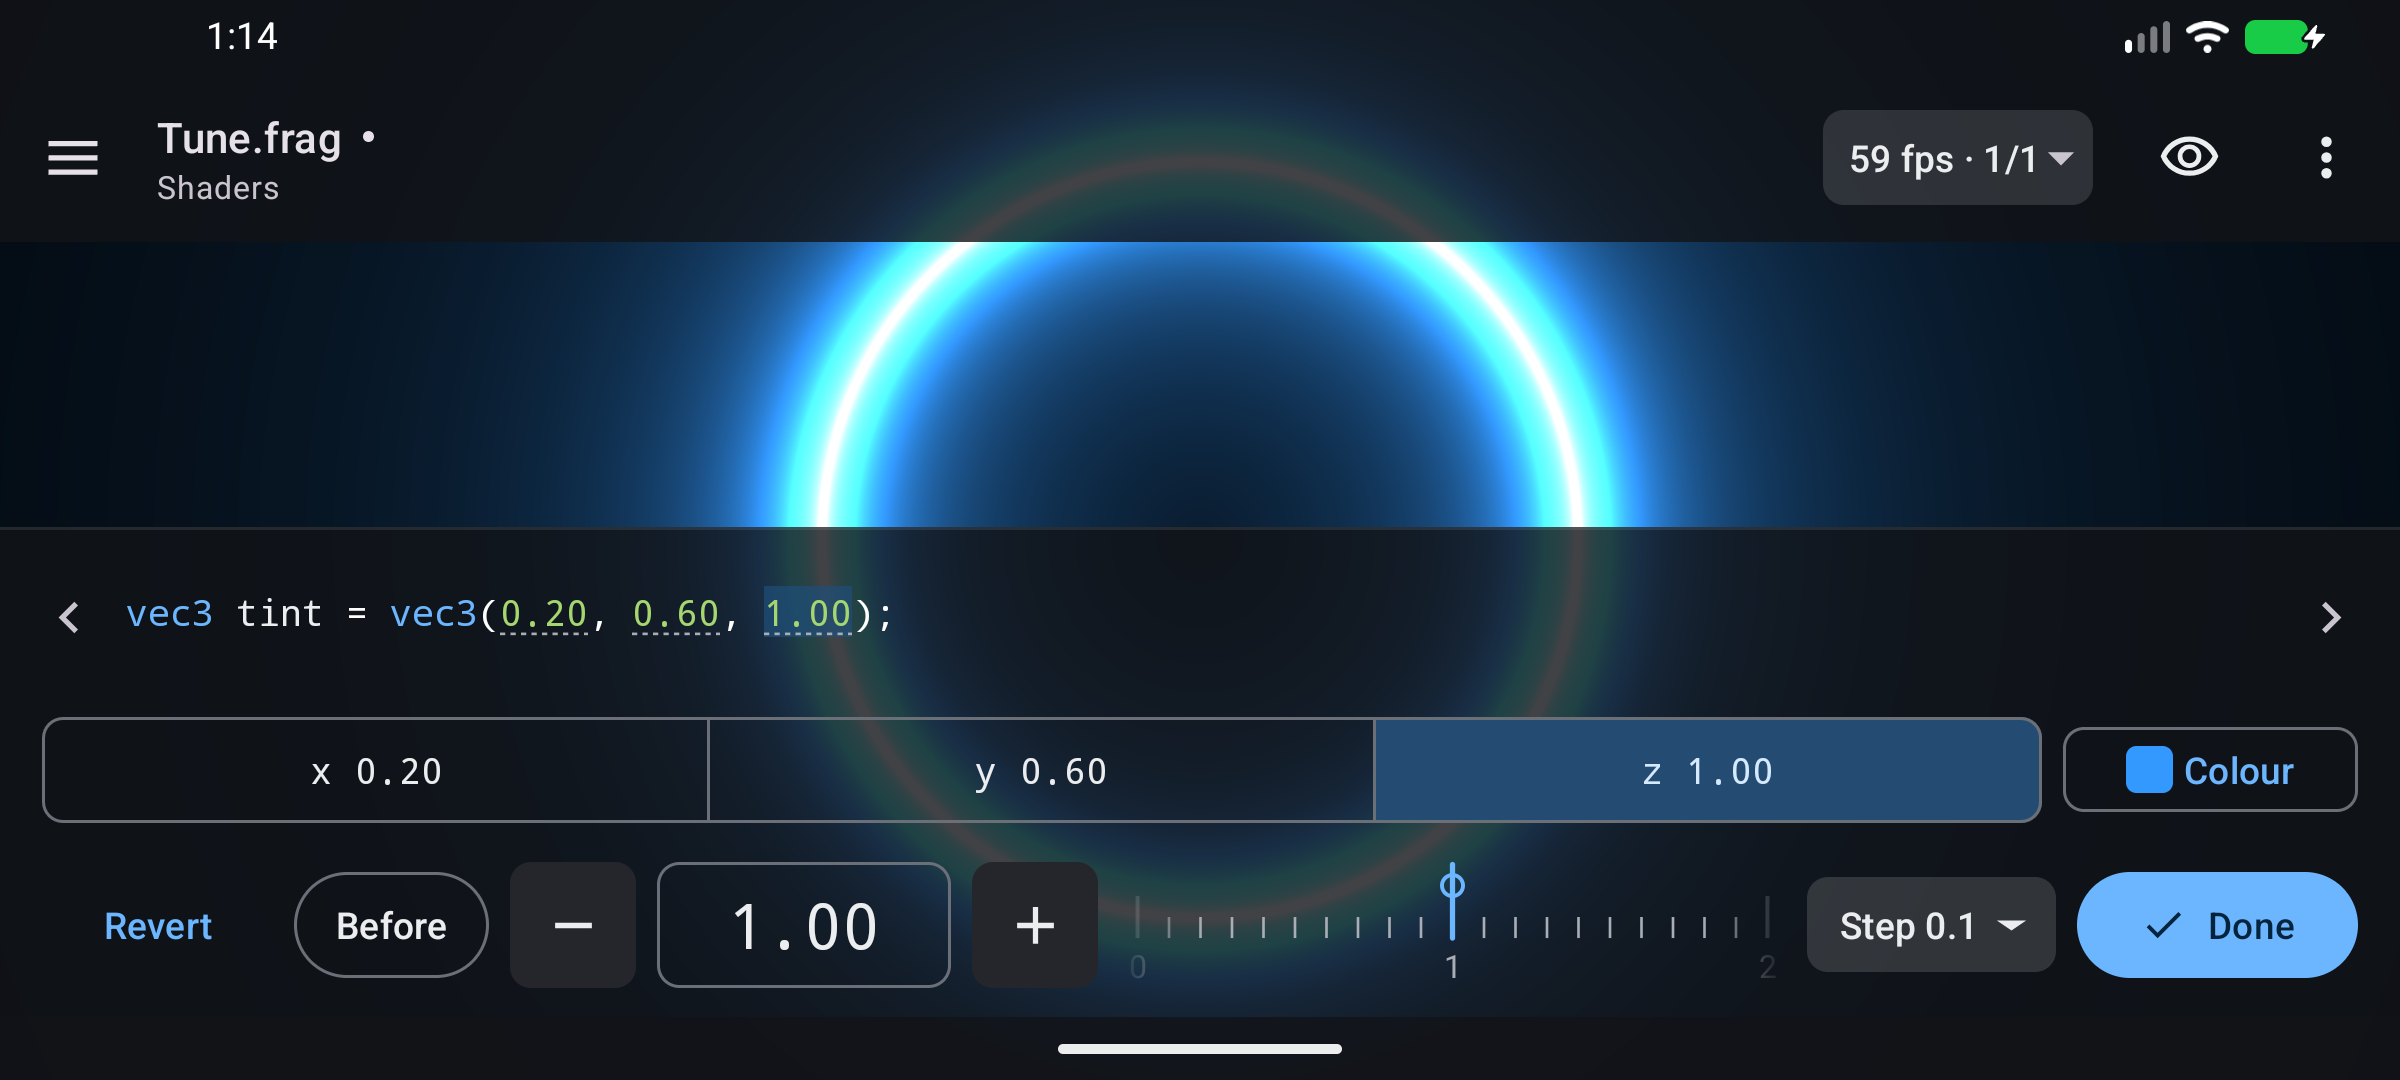 1:14
Tune.frag •
Shaders
59 fps · 1/1
vec3 tint = vec3(0.20, 0.60, 1.00);
x 0.20
y 0.60
z 1.00
Colour
Revert
Before
−
1.00
+
0
1
2
Step 0.1
Done